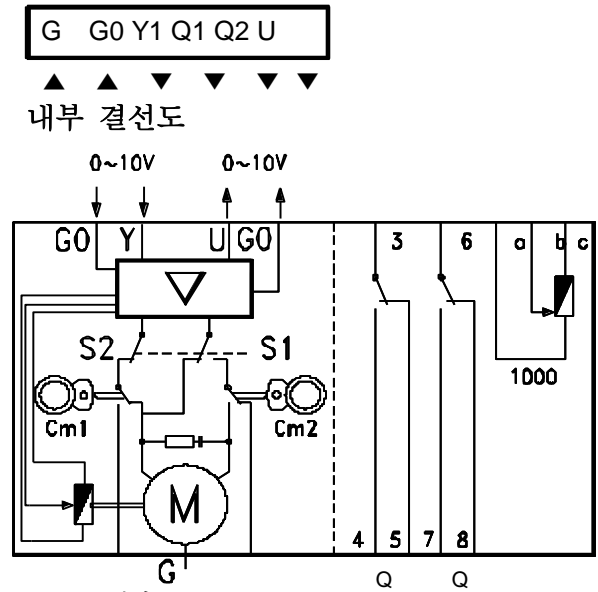 G G0 Y1 Q1 Q2 U
내부 결선도
0~10V 0~10V
G0 Y U G0 3 6 a b c
S2 S1
1000
Cm1 Cm2
M
4 5 7 8
G Q Q